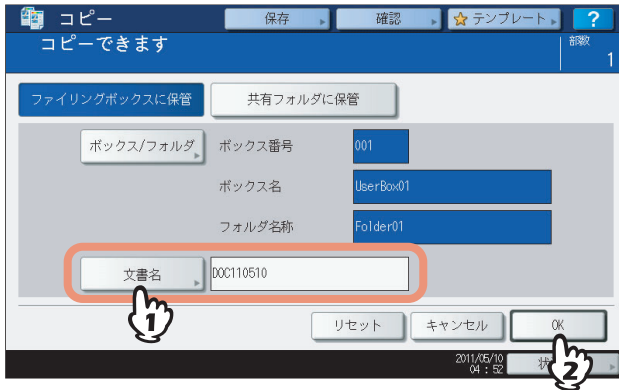 コピー 保存 確認 テンプレート ?
コピーできます 部数
1
ファイリングボックスに保管 共有フォルダに保管
ボックス/フォルダ ボックス番号 001
ボックス名 UserBox01
フォルダ名称 Folder01
文書名 DOC110510
1
リセット キャンセル OK
2011/05/10
04 : 52 状
2